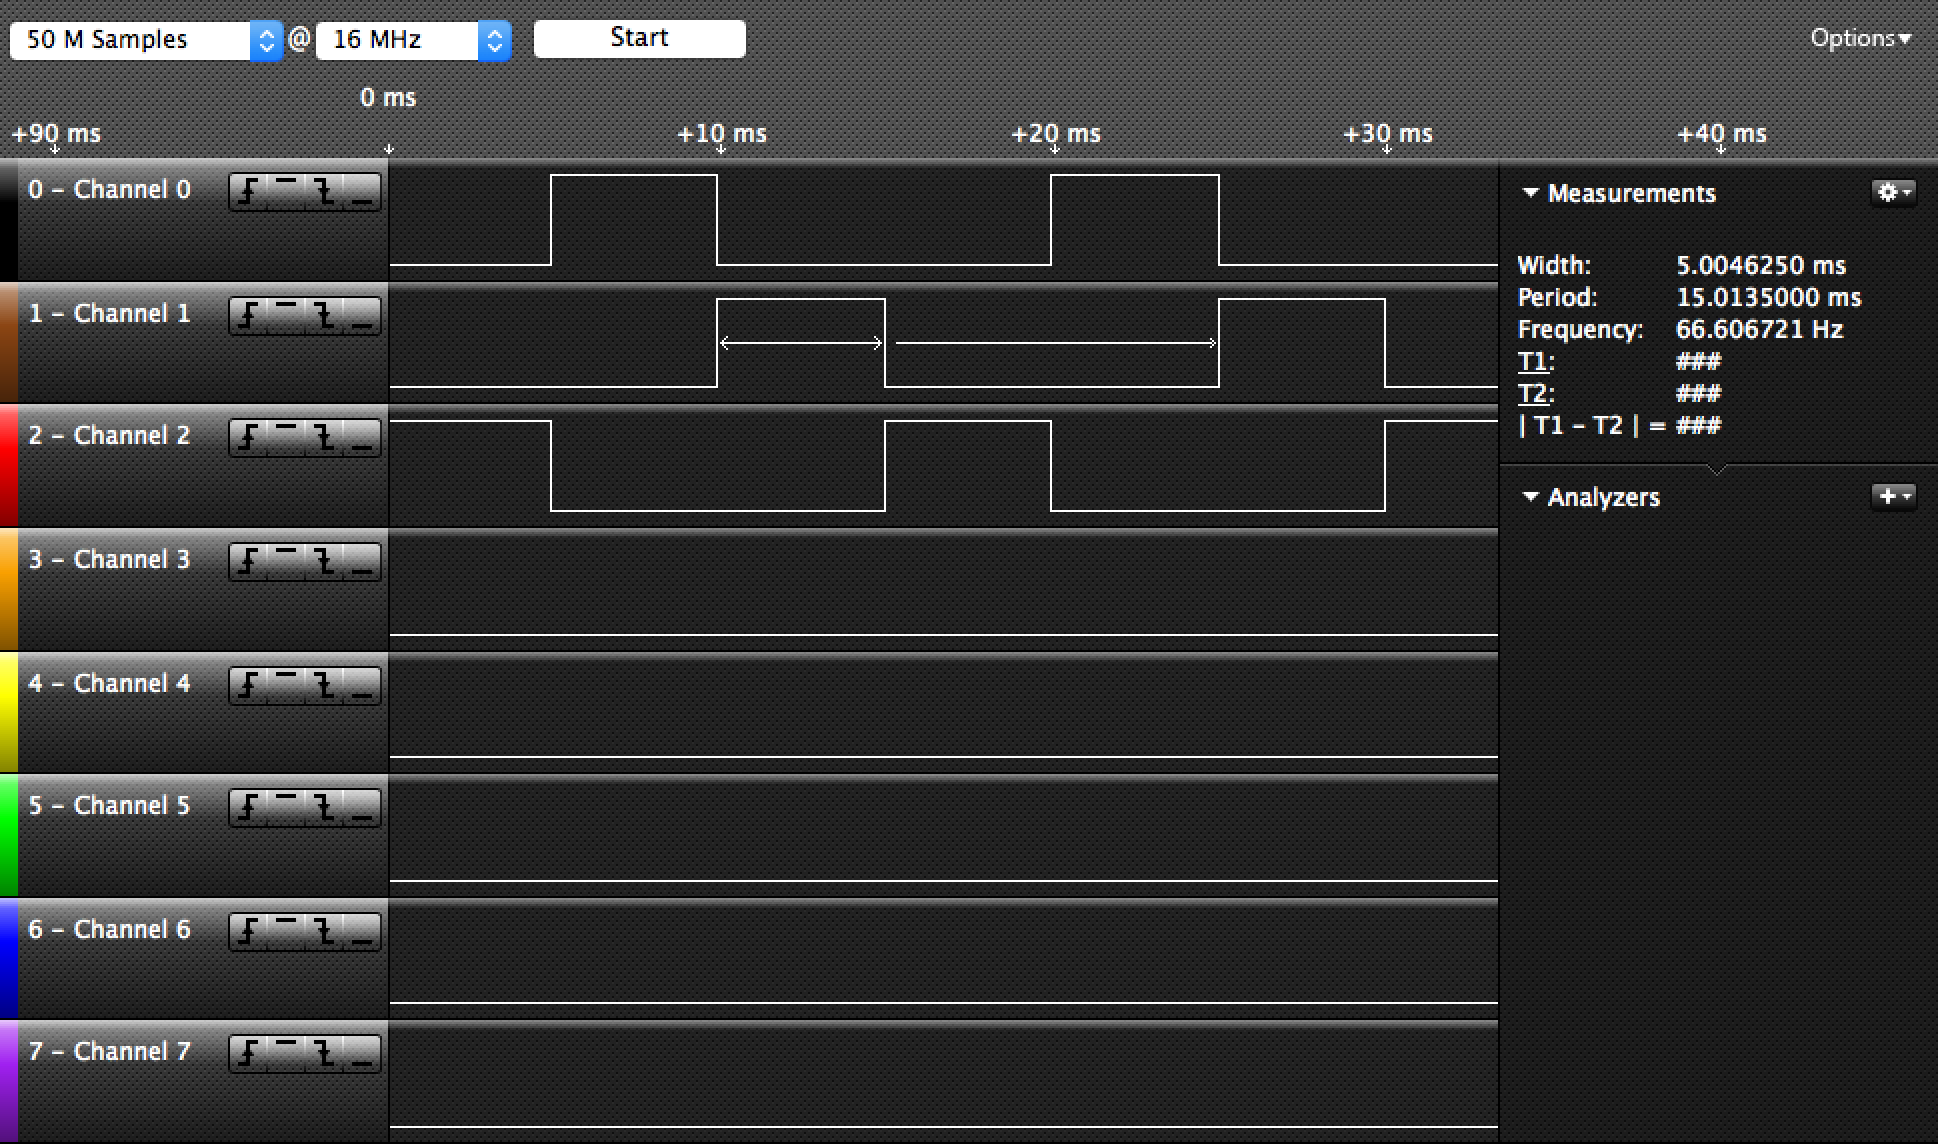 50 M Samples @ 16 MHz Start Options▾
0 ms
+90 ms +10 ms +20 ms +30 ms +40 ms
0 – Channel 0
1 – Channel 1
2 – Channel 2
3 – Channel 3
4 – Channel 4
5 – Channel 5
6 – Channel 6
7 – Channel 7
Measurements
Width: 5.0046250 ms
Period: 15.0135000 ms
Frequency: 66.606721 Hz
T1: ###
T2: ###
| T1 – T2 | = ###
Analyzers